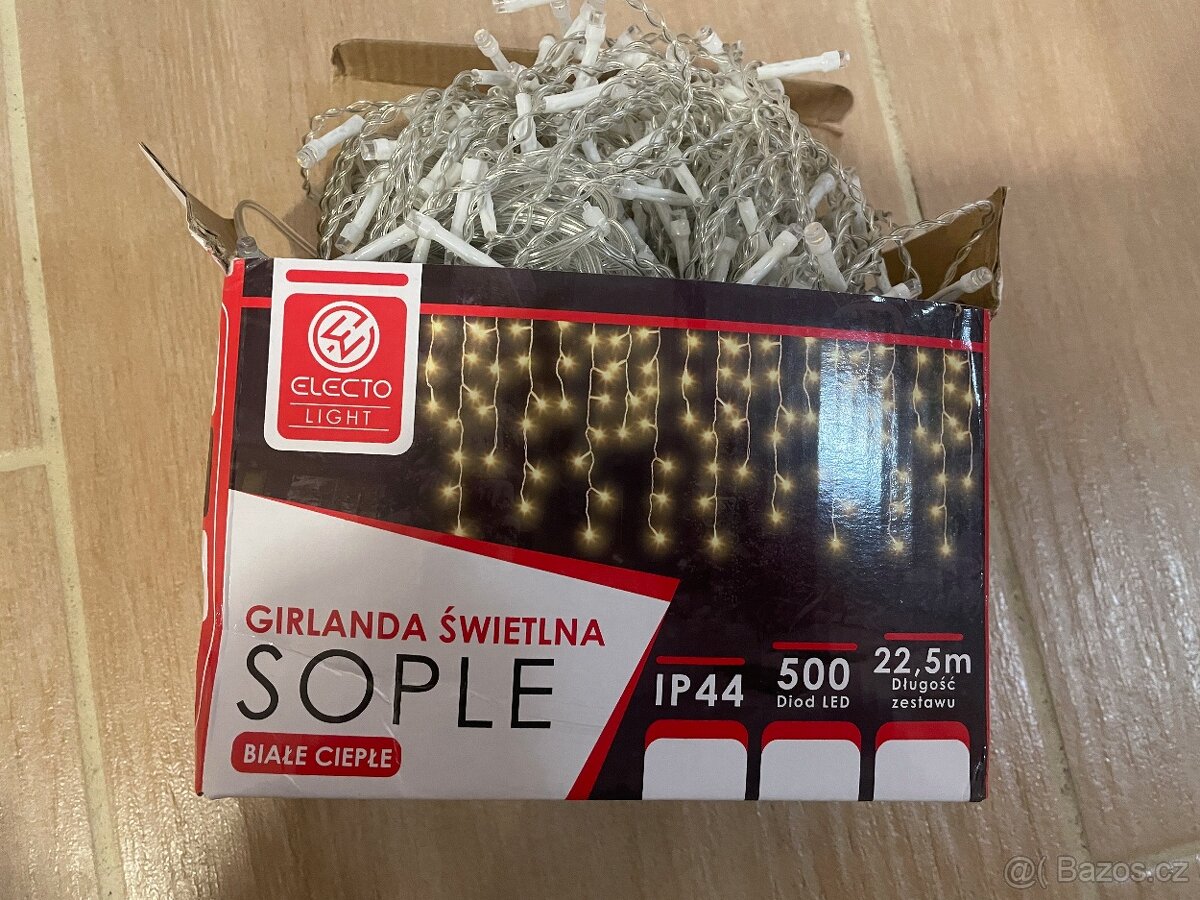 ELECTO
LIGHT
GIRLANDA ŚWIETLNA
SOPLE
BIAŁE CIEPŁE
IP44
500
Diod LED
22,5m
Długość
zestawu
@( Bazos.cz